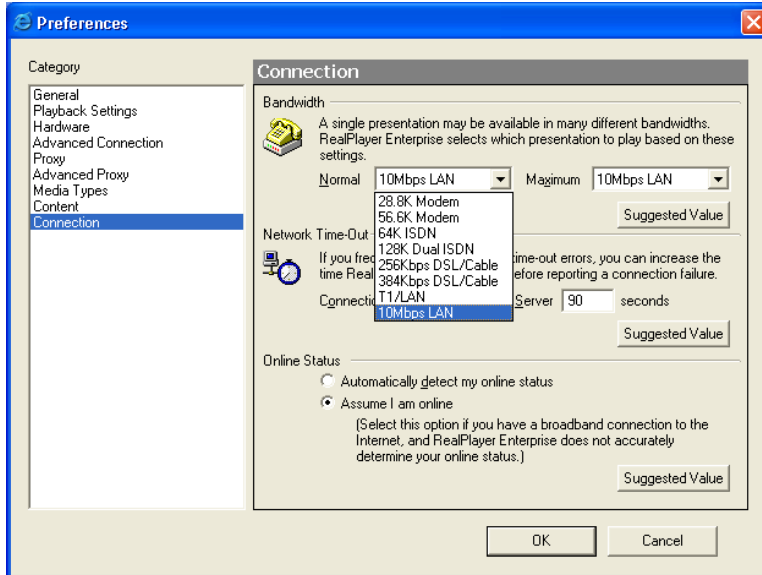 Preferences
Category
General
Playback Settings
Hardware
Advanced Connection
Proxy
Advanced Proxy
Media Types
Content
Connection
Connection
Bandwidth
A single presentation may be available in many different bandwidths.
RealPlayer Enterprise selects which presentation to play based on these
settings.
Normal 10Mbps LAN Maximum 10Mbps LAN
28.8K Modem
56.6K Modem
64K ISDN
128K Dual ISDN
256Kbps DSL/Cable
384Kbps DSL/Cable
T1/LAN
10Mbps LAN
Suggested Value
Network Time-Out
If you freq time-out errors, you can increase the
time Real efore reporting a connection failure.
Connecti Server 90 seconds
Suggested Value
Online Status
Automatically detect my online status
Assume I am online
(Select this option if you have a broadband connection to the
Internet, and RealPlayer Enterprise does not accurately
determine your online status.)
Suggested Value
OK Cancel